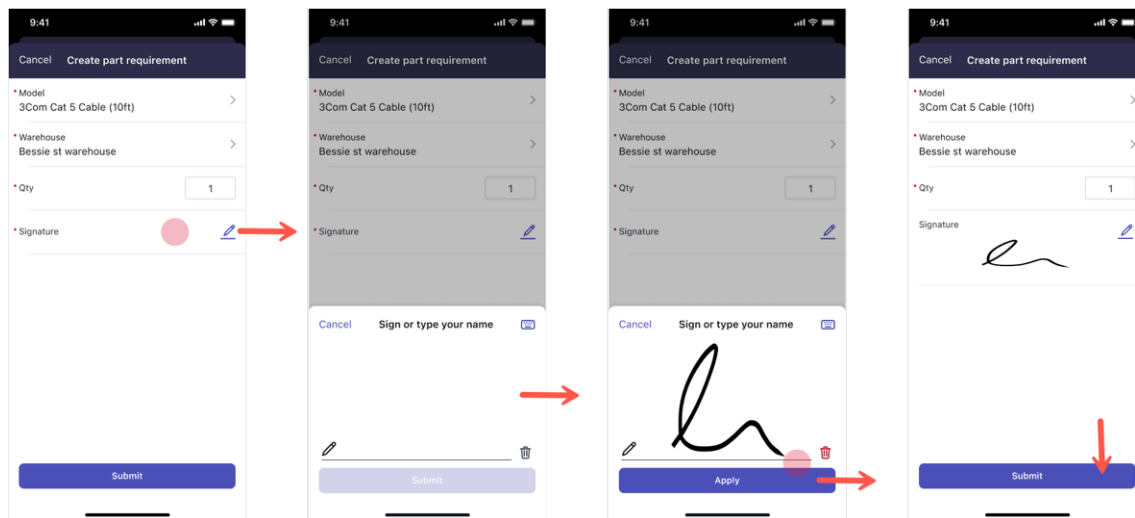 9:41
Cancel Create part requirement
* Model
3Com Cat 5 Cable (10ft)
* Warehouse
Bessie st warehouse
* Qty 1
* Signature
Submit
9:41
Cancel Create part requirement
* Model
3Com Cat 5 Cable (10ft)
* Warehouse
Bessie st warehouse
* Qty 1
* Signature
Cancel Sign or type your name
Submit
9:41
Cancel Create part requirement
* Model
3Com Cat 5 Cable (10ft)
* Warehouse
Bessie st warehouse
* Qty 1
* Signature
Cancel Sign or type your name
Apply
9:41
Cancel Create part requirement
* Model
3Com Cat 5 Cable (10ft)
* Warehouse
Bessie st warehouse
* Qty 1
Signature
Submit